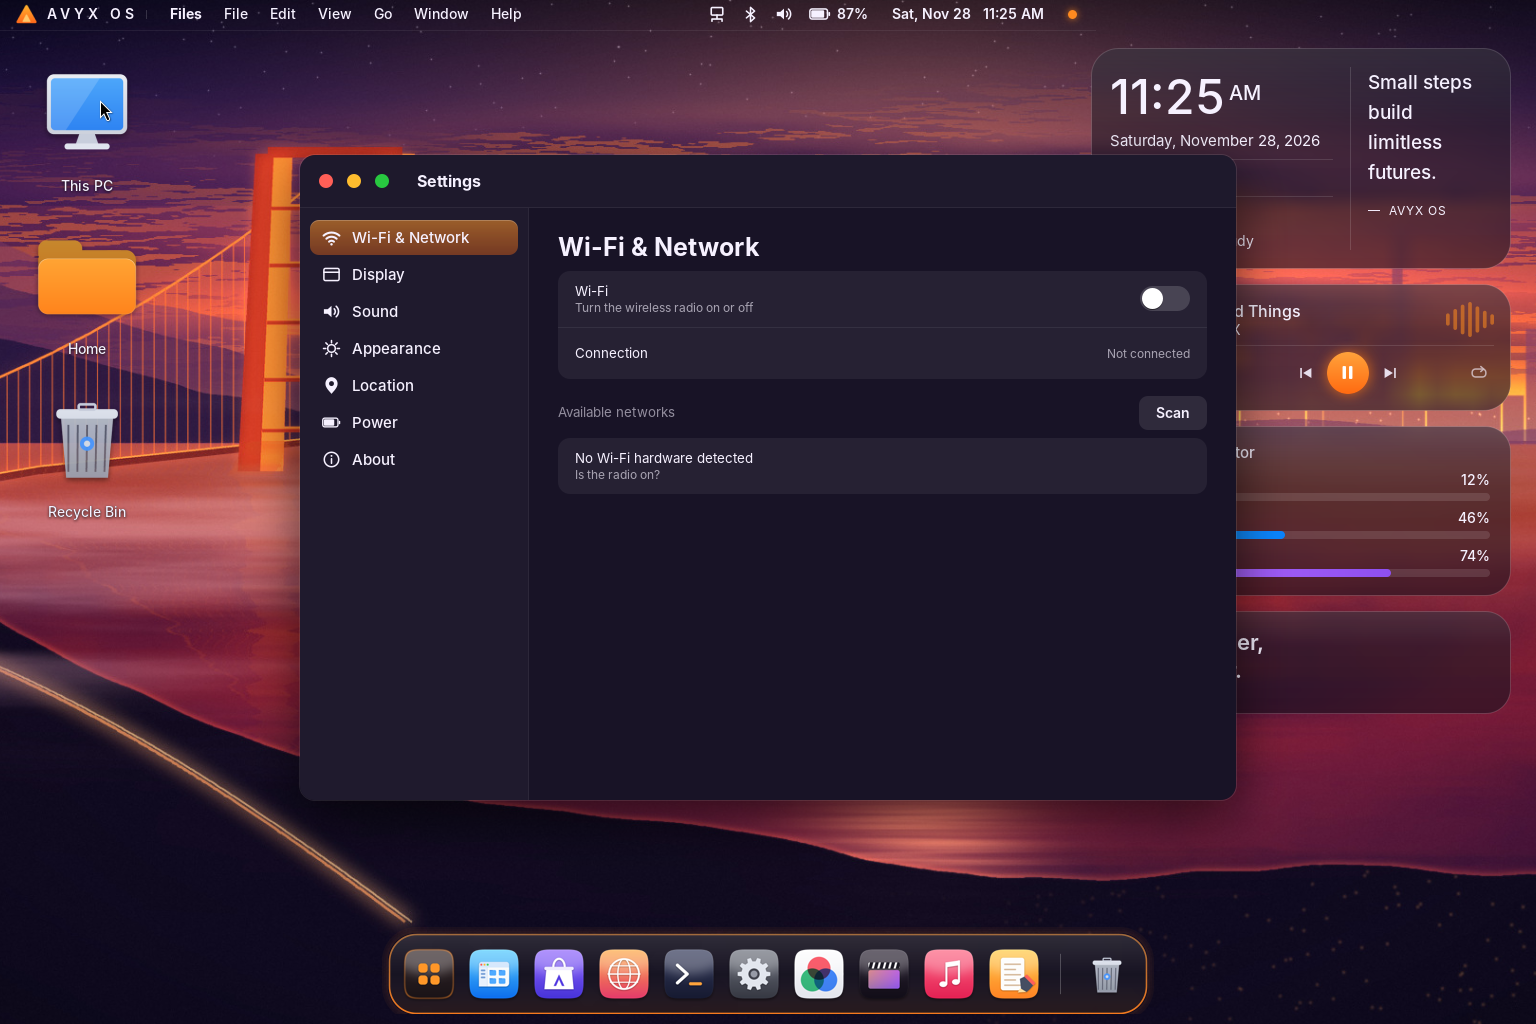 AVYX OS
Files File Edit View Go Window Help
87% Sat, Nov 28 11:25 AM
This PC
Home
Recycle Bin
11:25 AM
Saturday, November 28, 2026
Small steps
build
limitless
futures.
— AVYX OS
Settings
Wi-Fi & Network
Display
Sound
Appearance
Location
Power
About
Wi-Fi & Network
Wi-Fi
Turn the wireless radio on or off
Connection
Not connected
Available networks
Scan
No Wi-Fi hardware detected
Is the radio on?
dy
d Things
X
tor
12%
46%
74%
er,
.